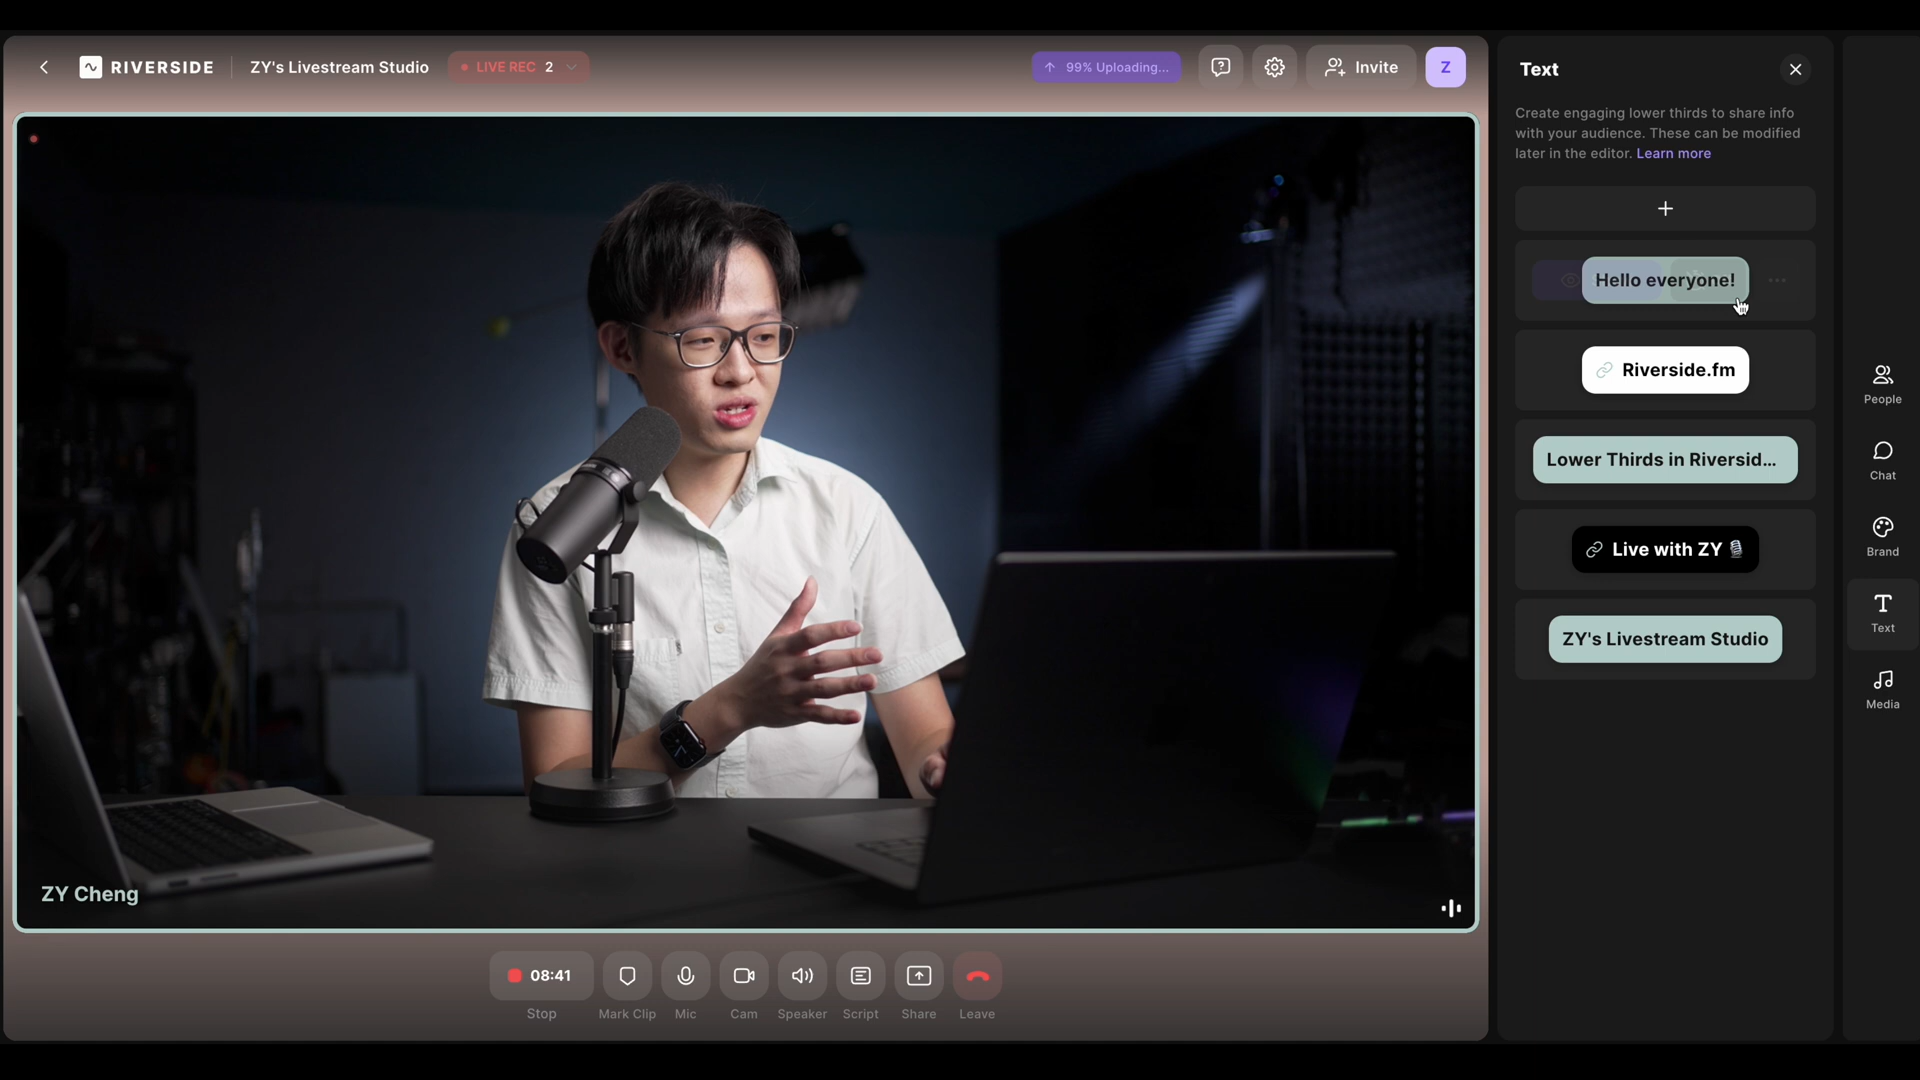 RIVERSIDE
ZY's Livestream Studio
LIVE REC 2
99% Uploading...
Invite
Z
Text
Create engaging lower thirds to share info
with your audience. These can be modified
later in the editor. Learn more
Hello everyone!
Riverside.fm
Lower Thirds in Riversid...
Live with ZY
ZY's Livestream Studio
People
Chat
Brand
Text
Media
ZY Cheng
08:41
Stop
Mark Clip
Mic
Cam
Speaker
Script
Share
Leave